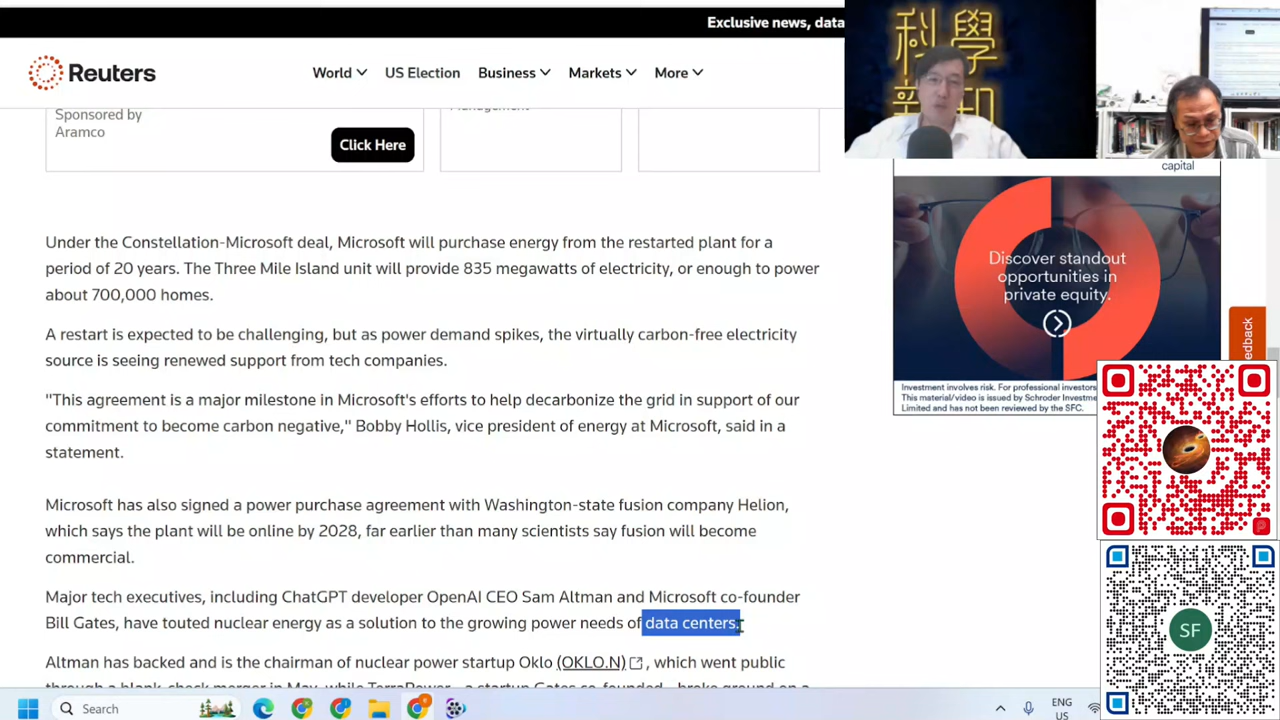 Exclusive news, data
Reuters
World US Election Business Markets More
Sponsored by
Aramco
Click Here
Under the Constellation-Microsoft deal, Microsoft will purchase energy from the restarted plant for a
period of 20 years. The Three Mile Island unit will provide 835 megawatts of electricity, or enough to power
about 700,000 homes.
A restart is expected to be challenging, but as power demand spikes, the virtually carbon-free electricity
source is seeing renewed support from tech companies.
"This agreement is a major milestone in Microsoft's efforts to help decarbonize the grid in support of our
commitment to become carbon negative," Bobby Hollis, vice president of energy at Microsoft, said in a
statement.
Microsoft has also signed a power purchase agreement with Washington-state fusion company Helion,
which says the plant will be online by 2028, far earlier than many scientists say fusion will become
commercial.
Major tech executives, including ChatGPT developer OpenAI CEO Sam Altman and Microsoft co-founder
Bill Gates, have touted nuclear energy as a solution to the growing power needs of data centers.
Altman has backed and is the chairman of nuclear power startup Oklo (OKLO.N) , which went public
科學
capital
Discover standout
opportunities in
private equity.
Investment involves risk. For professional investors
This material/video is issued by Schroder Investme
Limited and has not been reviewed by the SFC.
edback
SF
Search
ENG
US